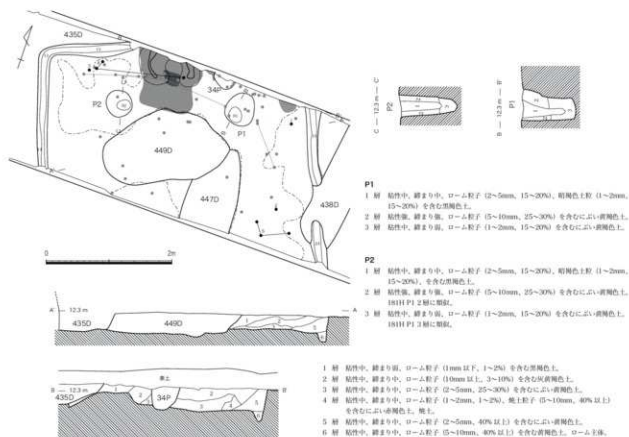 435D
34P
P2
P1
449D
447D
438D
0 2m
C — 12.3 m — C'
P2
B — 12.3 m — B'
P1
P1
1 層 粘性中、締まり中、ローム粒子（2～5mm、15～20%）、暗褐色土粒（1～2mm、
15～20%）を含む黒褐色土。
2 層 粘性強、締まり強、ローム粒子（5～10mm、25～30%）を含むにぶい黄褐色土。
3 層 粘性中、締まり弱、ローム粒子（1～2mm、15～20%）を含むにぶい黄褐色土。
P2
1 層 粘性中、締まり中、ローム粒子（2～5mm、15～20%）、暗褐色土粒（1～2mm、
15～20%）、を含む黒褐色土。
2 層 粘性強、締まり強、ローム粒子（5～10mm、25～30%）を含むにぶい黄褐色土。
181H P1 2層に類似。
3 層 粘性中、締まり弱、ローム粒子（1～2mm、15～20%）を含むにぶい黄褐色土。
181H P1 3層に類似。
A' — 12.3 m A
435D 449D
B — 12.3 m B'
表土
435D 34P
1 層 粘性中、締まり弱、ローム粒子（1mm 以下、1～2%）を含む黒褐色土。
2 層 粘性中、締まり中、ローム粒子（10mm 以上、3～10%）を含む灰黄褐色土。
3 層 粘性中、締まり中、ローム粒子（2～5mm、25～30%）を含む黄褐色土。
4 層 粘性中、締まり中、ローム粒子（1～2mm、1～2%）、焼土粒子（5～10mm、40% 以上）
を含むにぶい赤褐色土。焼土。
5 層 粘性中、締まり中、ローム粒子（2～5mm、40% 以上）を含むにぶい黄褐色土。
6 層 粘性中、締まり中、ローム粒子（5～10mm、40% 以上）を含む黄褐色土。ローム主体。